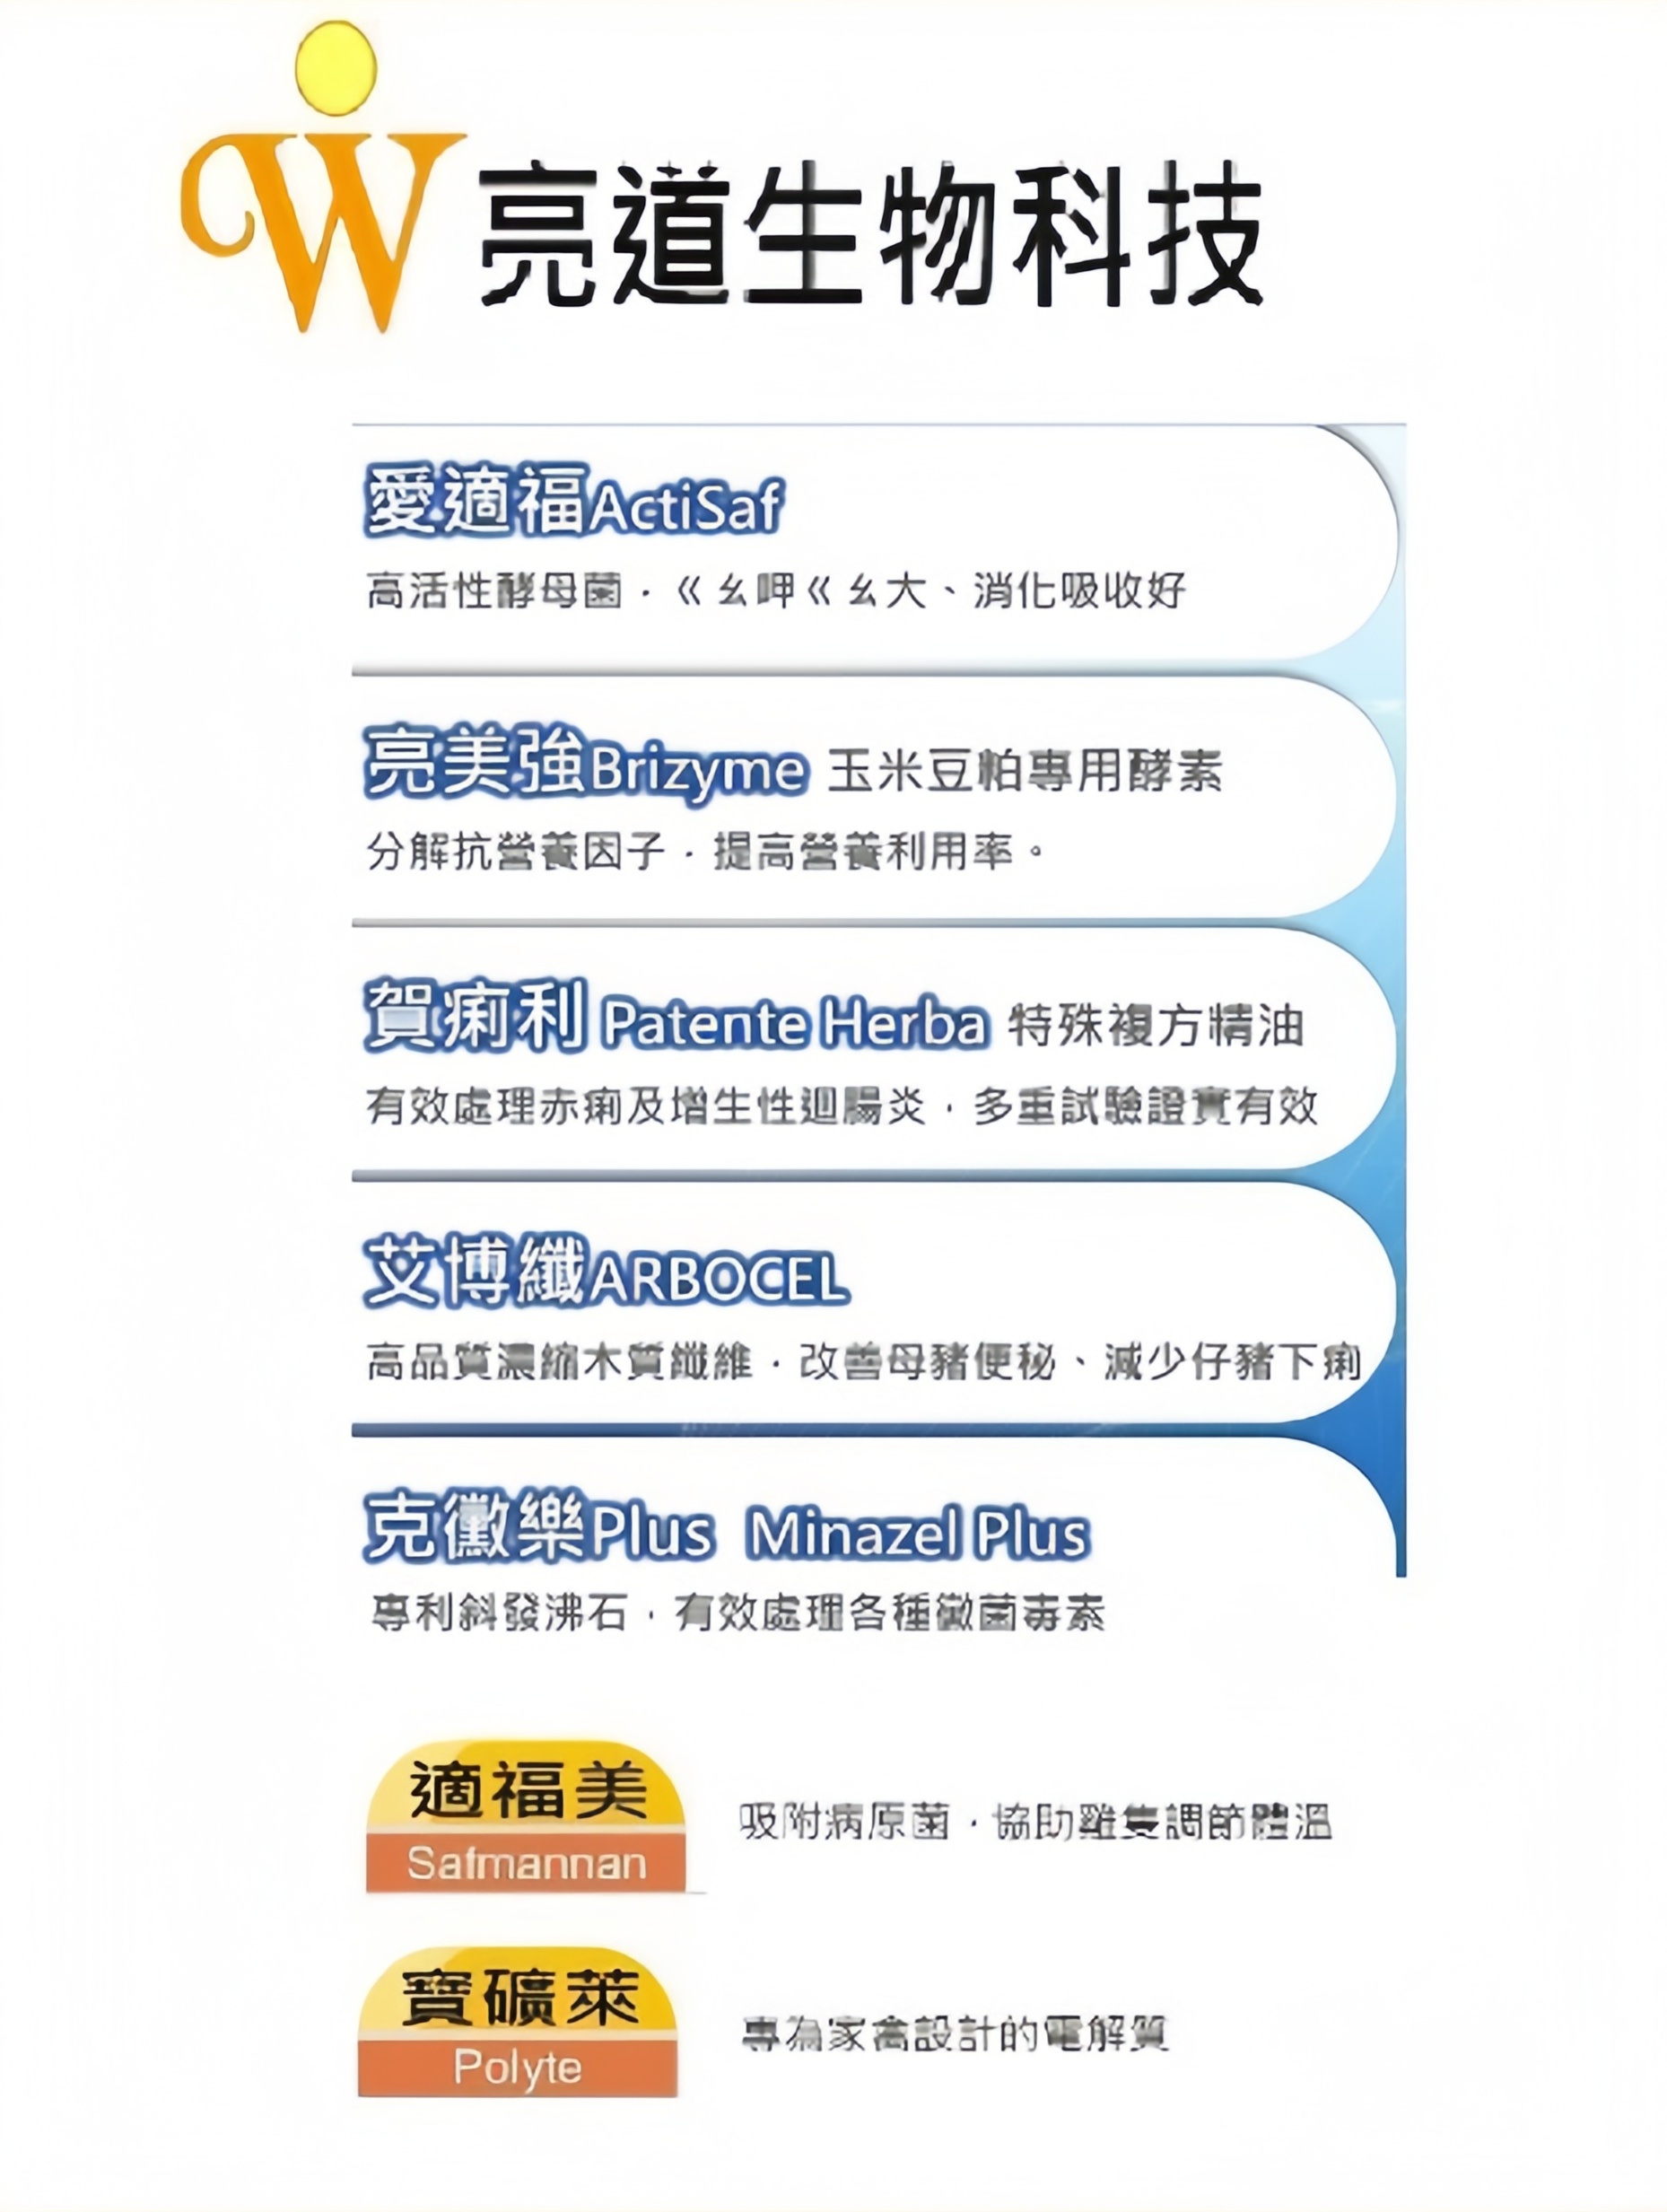 W 亮道生物科技
愛適福ActiSaf
高活性酵母菌，ㄍㄠ呷ㄍㄠ大、消化吸收好
亮美強Brizyme 玉米豆粕專用酵素
分解抗營養因子，提高營養利用率。
賀痢利 Patente Herba 特殊複方精油
有效處理赤痢及增生性迴腸炎，多重試驗證實有效
艾博纖ARBOCEL
高品質濃縮木質纖維，改善母豬便秘、減少仔豬下痢
克黴樂Plus Minazel Plus
專利斜發沸石，有效處理各種黴菌毒素
適福美
Safmannan
吸附病原菌，協助雞隻調節體溫
寶礦萊
Polyte
專為家禽設計的電解質